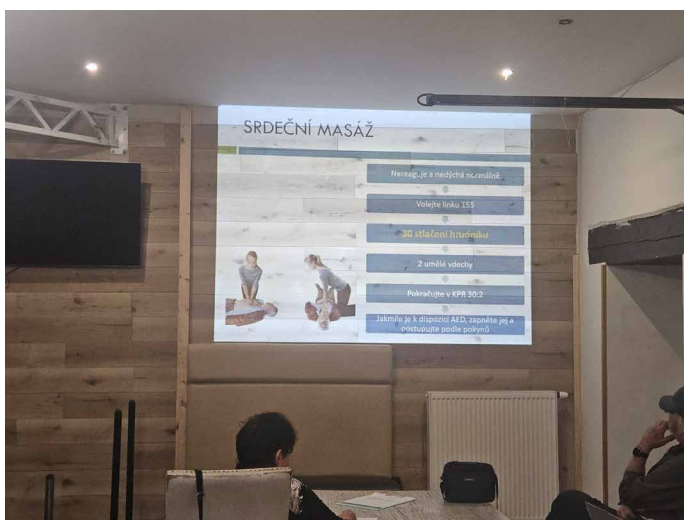 SRDEČNÍ MASÁŽ
Nereaguje a nedýchá normálně
Volejte linku 155
30 stlačení hrudníku
2 umělé vdechy
Pokračujte v KPR 30:2
Jakmile je k dispozici AED, zapněte jej a
postupujte podle pokynů